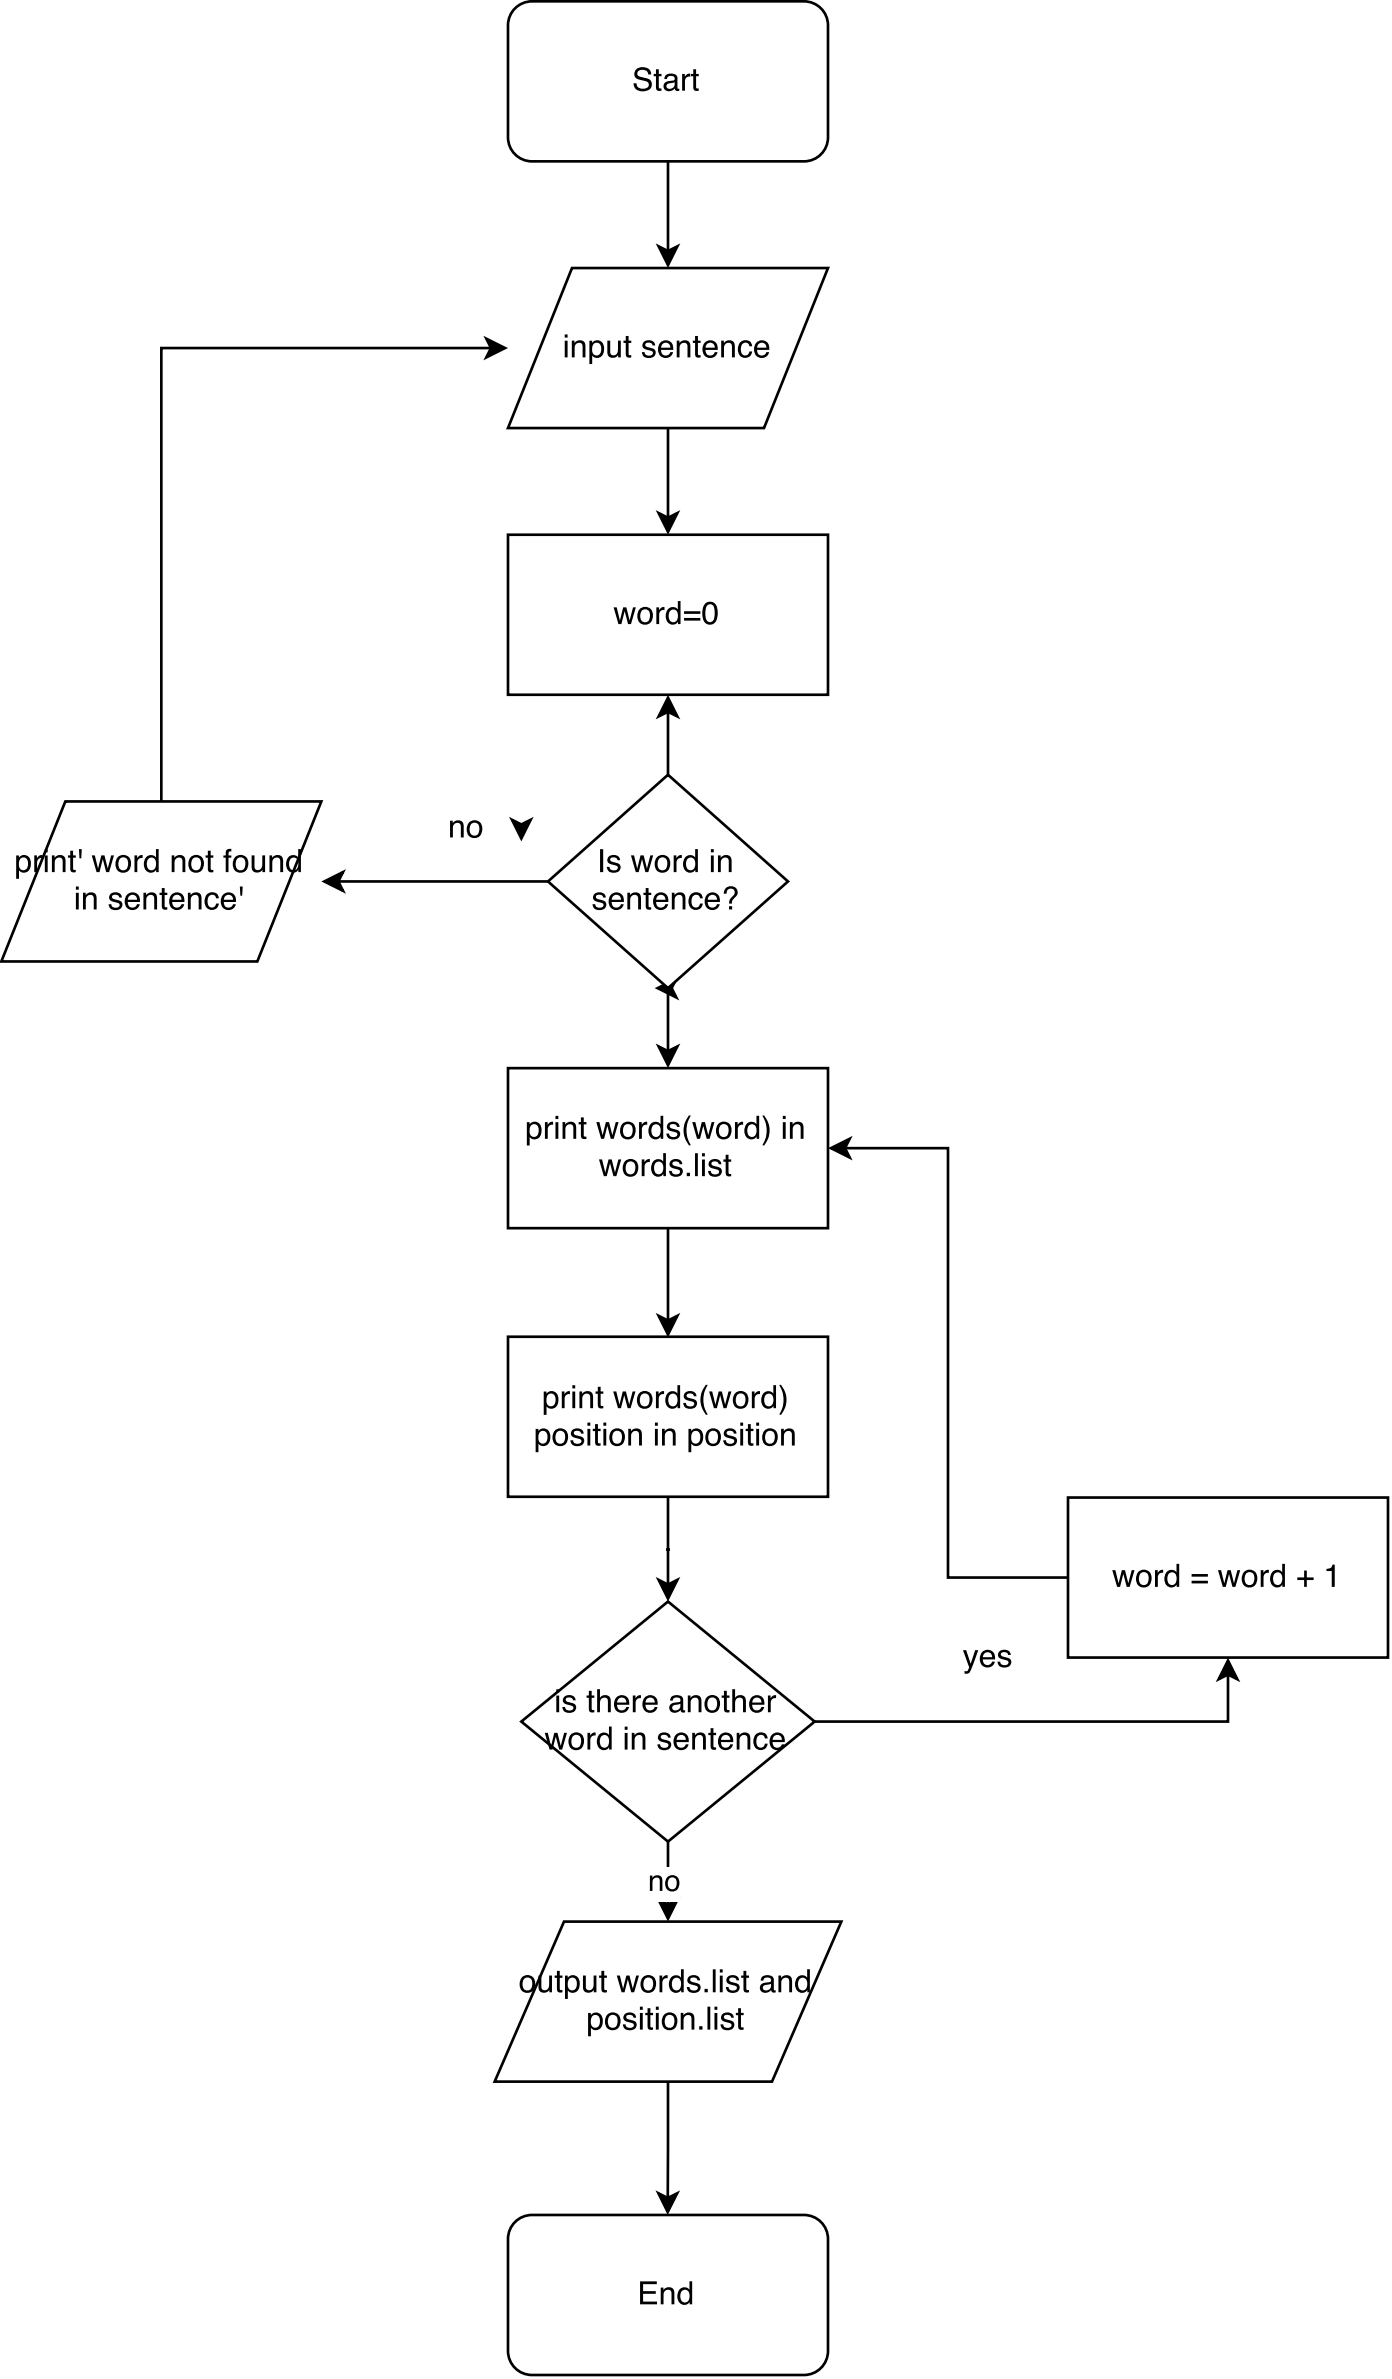 Start
input sentence
word=0
no
Is word in
sentence?
print' word not found
in sentence'
print words(word) in
words.list
print words(word)
position in position
word = word + 1
yes
is there another
word in sentence
no
output words.list and
position.list
End